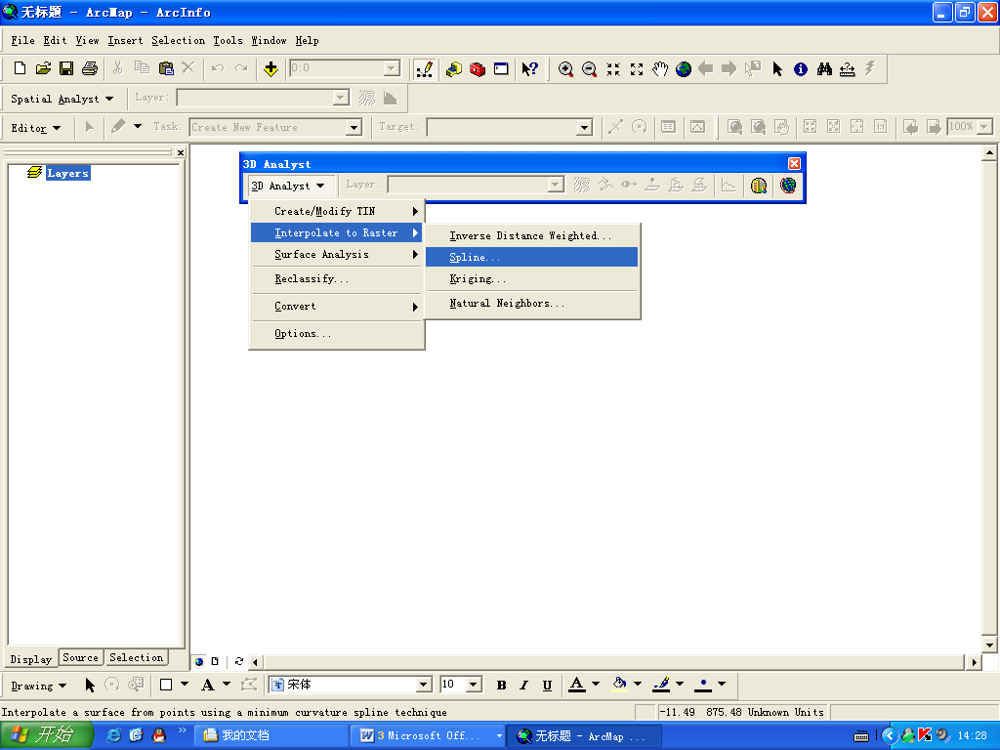 无标题 - ArcMap - ArcInfo
File Edit View Insert Selection Tools Window Help
0:0
Spatial Analyst Layer:
Editor Task: Create New Feature Target: 1:1 100%
Layers
3D Analyst
3D Analyst Layer:
Create/Modify TIN
Interpolate to Raster
Surface Analysis
Reclassify...
Convert
Options...
Inverse Distance Weighted...
Spline...
Kriging...
Natural Neighbors...
Display Source Selection
Drawing A 宋体 10 B I U A
Interpolate a surface from points using a minimum curvature spline technique -11.49 875.48 Unknown Units
开始 我的文档 3 Microsoft Off... 无标题 - ArcMap ... 14:28